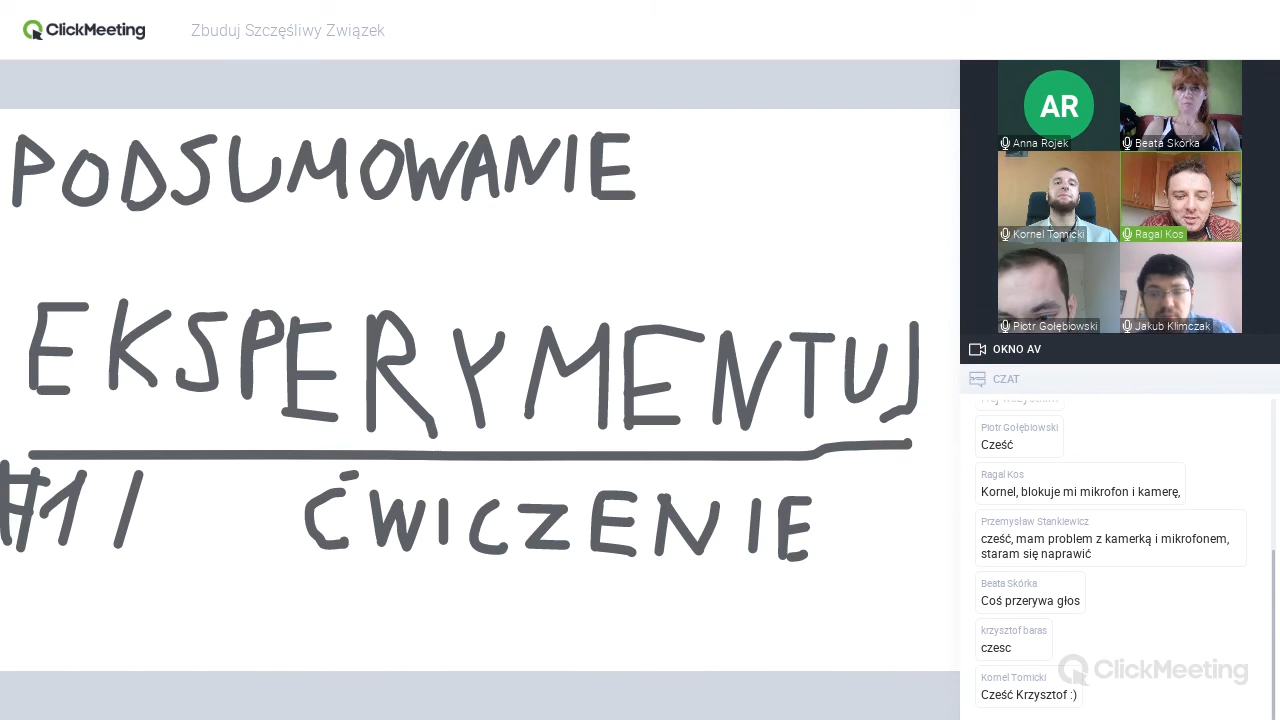 ClickMeeting
Zbuduj Szczęśliwy Związek
PODSUMOWANIE
EKSPERYMENTUJ
#1/ ĆWICZENIE
AR
Anna Rojek
Beata Skórka
Kornel Tomicki
Ragal Kos
Piotr Gołębiowski
Jakub Klimczak
OKNO AV
CZAT
Piotr Gołębiowski
Cześć
Ragal Kos
Kornel, blokuje mi mikrofon i kamerę,
Przemysław Stankiewicz
cześć, mam problem z kamerką i mikrofonem,
staram się naprawić
Beata Skórka
Coś przerywa głos
krzysztof baras
czesc
Kornel Tomicki
Cześć Krzysztof :)
ClickMeeting